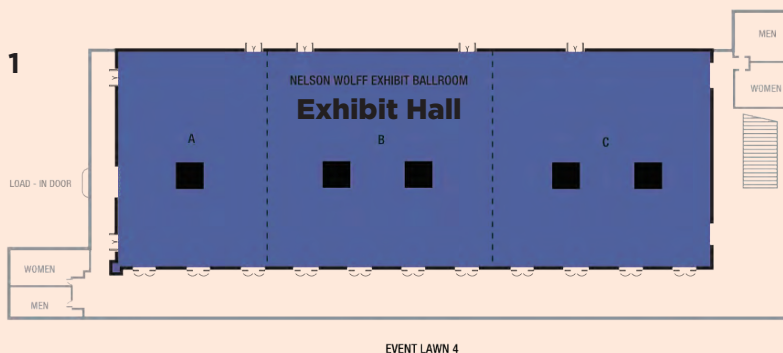 1
MEN
WOMEN
NELSON WOLFF EXHIBIT BALLROOM
Exhibit Hall
A
B
C
LOAD - IN DOOR
WOMEN
MEN
EVENT LAWN 4